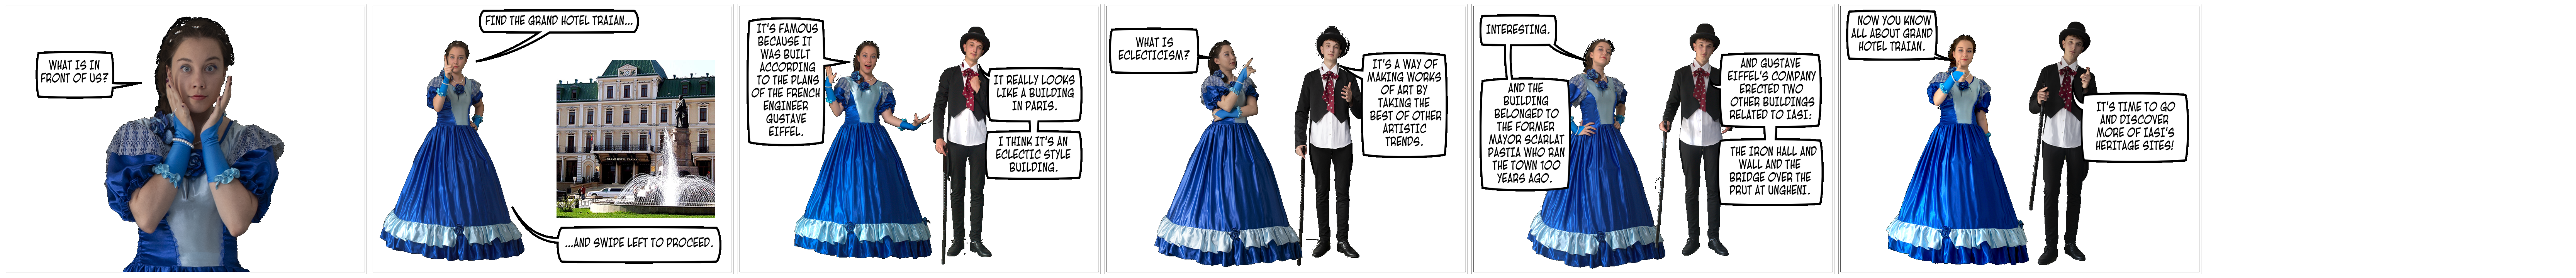 WHAT IS IN
FRONT OF US?
FIND THE GRAND HOTEL TRAIAN...
...AND SWIPE LEFT TO PROCEED.
IT'S FAMOUS
BECAUSE IT
WAS BUILT
ACCORDING
TO THE PLANS
OF THE FRENCH
ENGINEER
GUSTAVE
EIFFEL.
IT REALLY LOOKS
LIKE A BUILDING
IN PARIS.
I THINK IT'S AN
ECLECTIC STYLE
BUILDING.
WHAT IS
ECLECTICISM?
IT'S A WAY OF
MAKING WORKS
OF ART BY
TAKING THE
BEST OF OTHER
ARTISTIC
TRENDS.
INTERESTING.
AND THE
BUILDING
BELONGED TO
THE FORMER
MAYOR SCARLAT
PASTIA WHO RAN
THE TOWN 100
YEARS AGO.
AND GUSTAVE
EIFFEL'S COMPANY
ERECTED TWO
OTHER BUILDINGS
RELATED TO IASI:
THE IRON HALL AND
WALL AND THE
BRIDGE OVER THE
PRUT AT UNGHENI.
NOW YOU KNOW
ALL ABOUT GRAND
HOTEL TRAIAN.
IT'S TIME TO GO
AND DISCOVER
MORE OF IASI'S
HERITAGE SITES!